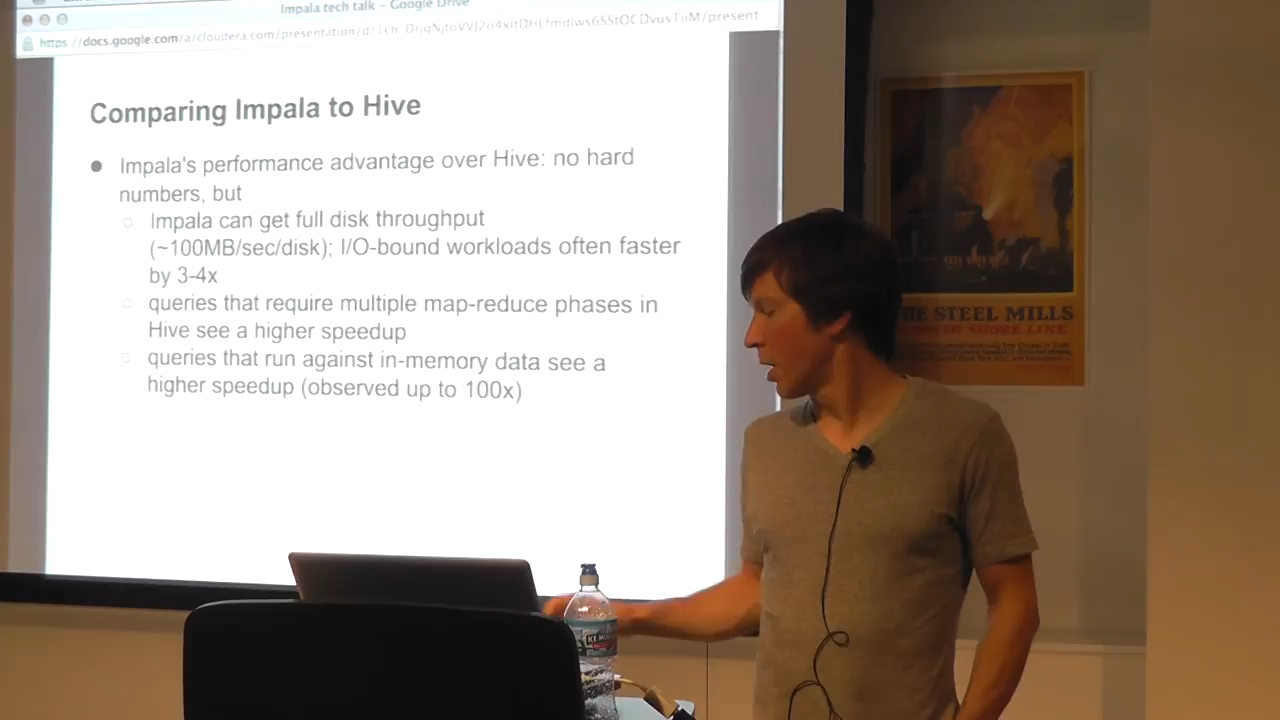 Impala tech talk – Google Drive
https://docs.google.com/a/cloudera.com/presentation/d/
Comparing Impala to Hive
● Impala's performance advantage over Hive: no hard
numbers, but
○ Impala can get full disk throughput
(~100MB/sec/disk); I/O-bound workloads often faster
by 3-4x
○ queries that require multiple map-reduce phases in
Hive see a higher speedup
○ queries that run against in-memory data see a
higher speedup (observed up to 100x)
THE STEEL MILLS
SHORE LINE